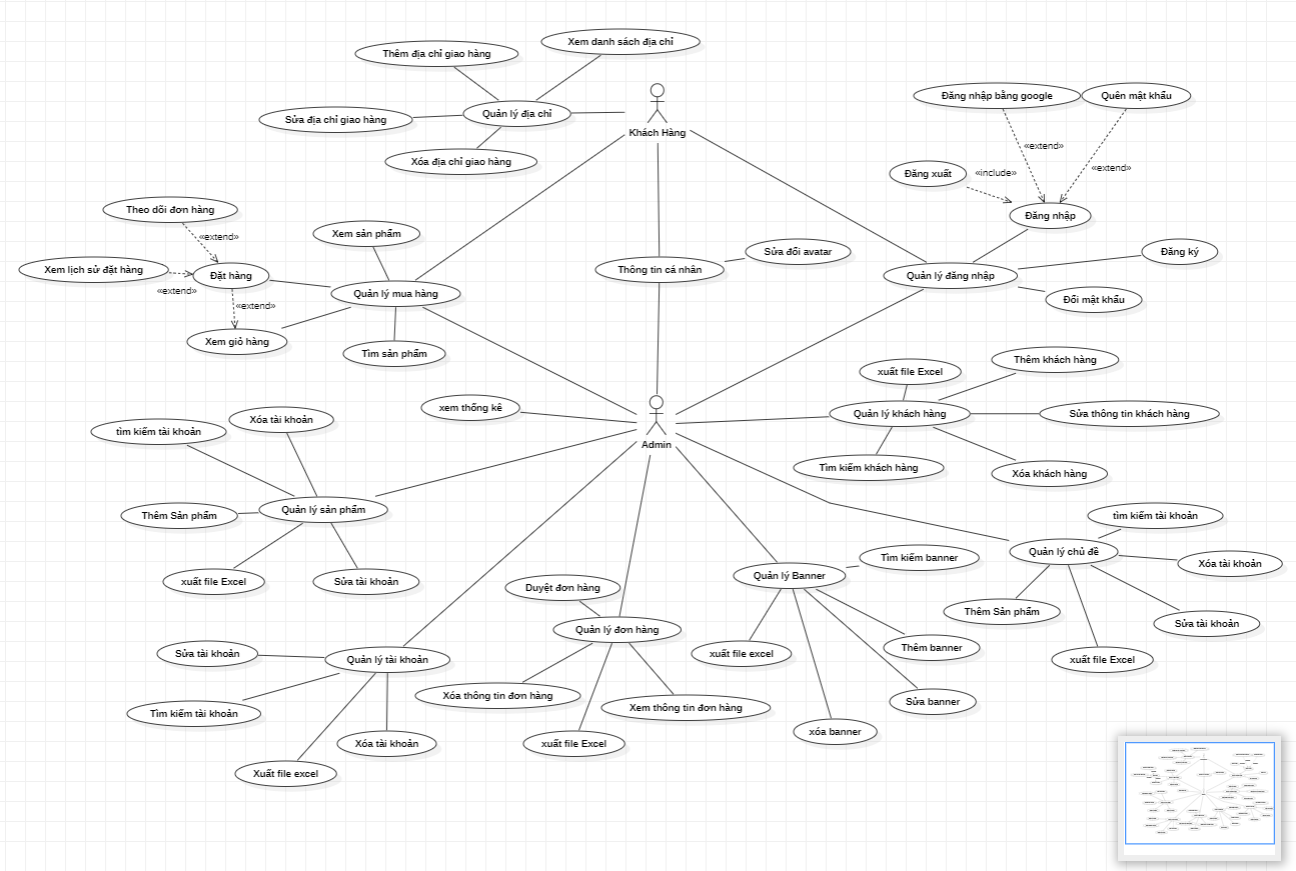 Xem danh sách địa chỉ
Thêm địa chỉ giao hàng
Đăng nhập bằng google
Quên mật khẩu
Quản lý địa chỉ
Sửa địa chỉ giao hàng
Khách Hàng
«extend»
Xóa địa chỉ giao hàng
«extend»
Đăng xuất
«include»
Theo dõi đơn hàng
Đăng nhập
Xem sản phẩm
«extend»
Sửa đổi avatar
Đăng ký
Xem lịch sử đặt hàng
Đặt hàng
Thông tin cá nhân
Quản lý đăng nhập
«extend»
Quản lý mua hàng
Đổi mật khẩu
«extend»
Xem giỏ hàng
Tìm sản phẩm
Thêm khách hàng
xuất file Excel
xem thống kê
Quản lý khách hàng
Sửa thông tin khách hàng
Xóa tài khoản
tìm kiếm tài khoản
Admin
Tìm kiếm khách hàng
Xóa khách hàng
Quản lý sản phẩm
Thêm Sản phẩm
tìm kiếm tài khoản
Quản lý chủ đề
Tìm kiếm banner
Xóa tài khoản
Quản lý Banner
xuất file Excel
Sửa tài khoản
Duyệt đơn hàng
Thêm Sản phẩm
Sửa tài khoản
Quản lý đơn hàng
Thêm banner
Sửa tài khoản
xuất file excel
Quản lý tài khoản
xuất file Excel
Xóa thông tin đơn hàng
Sửa banner
Xem thông tin đơn hàng
Tìm kiếm tài khoản
xóa banner
Xóa tài khoản
xuất file Excel
Xuất file excel